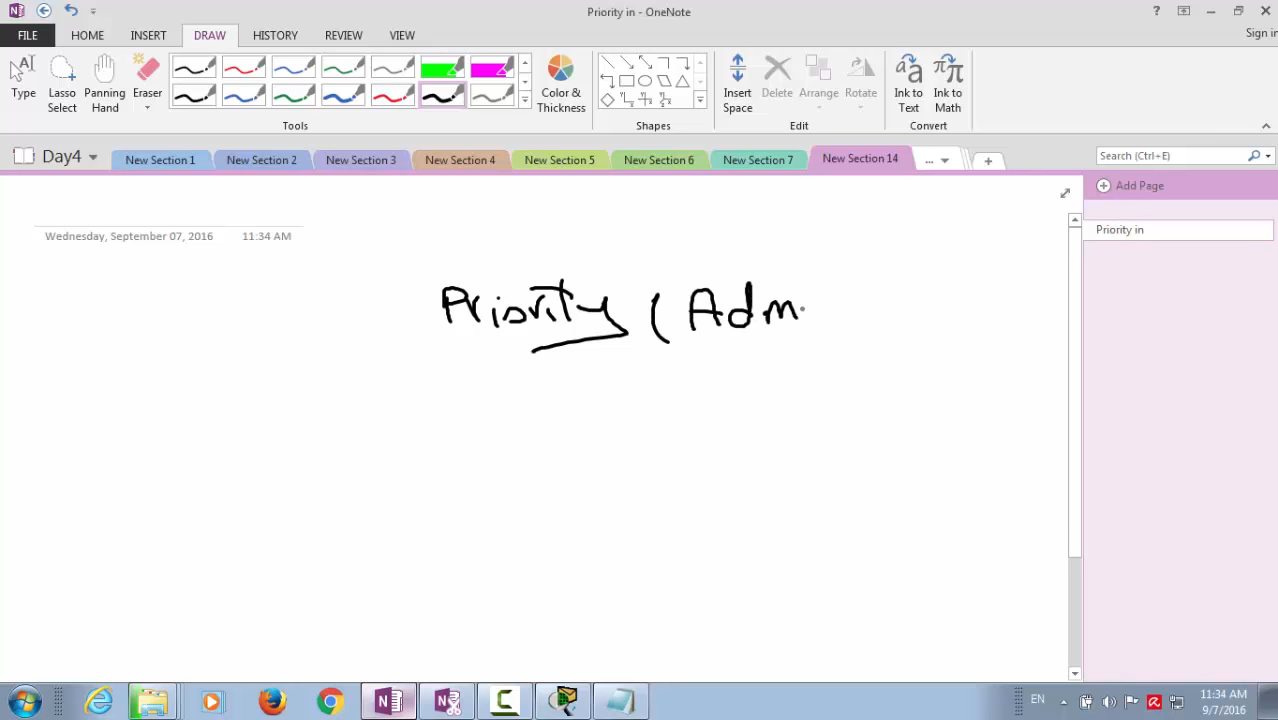 Priority in - OneNote
? 
Sign in
FILE HOME INSERT DRAW HISTORY REVIEW VIEW
Type
Lasso Select
Panning Hand
Eraser
Color & Thickness
Insert Space
Delete
Arrange
Rotate
Ink to Text
Ink to Math
Tools Shapes Edit Convert
Day4 New Section 1 New Section 2 New Section 3 New Section 4 New Section 5 New Section 6 New Section 7 New Section 14 ... + Search (Ctrl+E)
Add Page
Priority in
Wednesday, September 07, 2016 11:34 AM
Priority ( Adm
EN
11:34 AM
9/7/2016